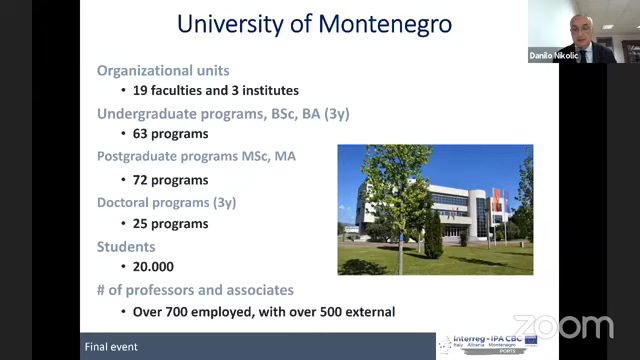 University of Montenegro
Danilo Nikolic
Organizational units
• 19 faculties and 3 institutes
Undergraduate programs, BSc, BA (3y)
• 63 programs
Postgraduate programs MSc, MA
• 72 programs
Doctoral programs (3y)
• 25 programs
Students
• 20.000
# of professors and associates
• Over 700 employed, with over 500 external
Final event
Interreg - IPA CBC
Italy Albania Montenegro
PORTS
zoom